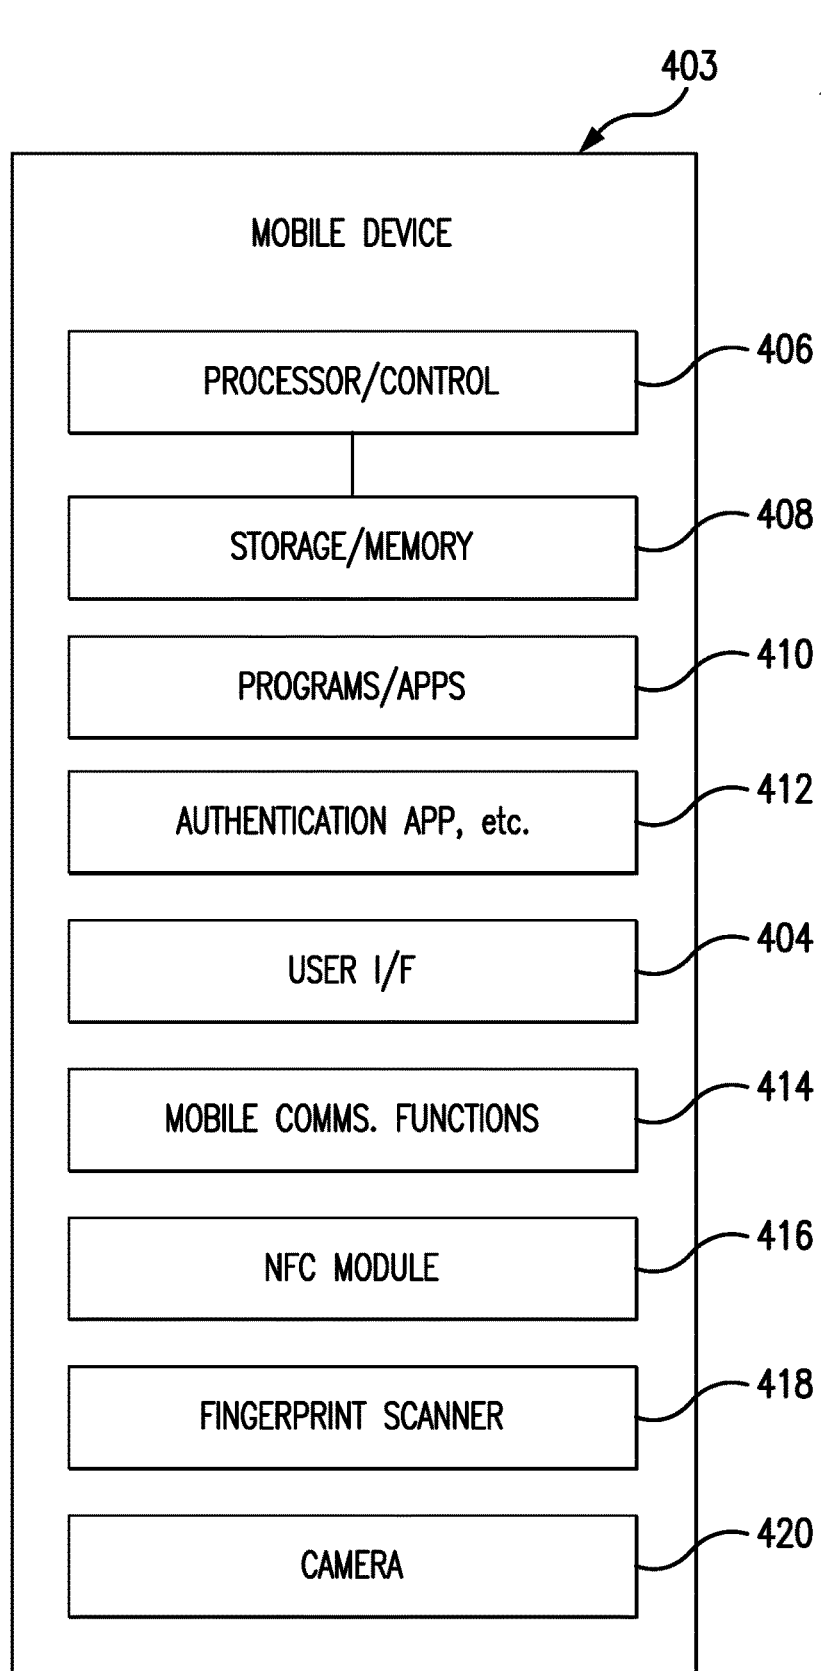 403
MOBILE DEVICE
PROCESSOR/CONTROL
406
STORAGE/MEMORY
408
PROGRAMS/APPS
410
AUTHENTICATION APP, etc.
412
USER I/F
404
MOBILE COMMS. FUNCTIONS
414
NFC MODULE
416
FINGERPRINT SCANNER
418
CAMERA
420